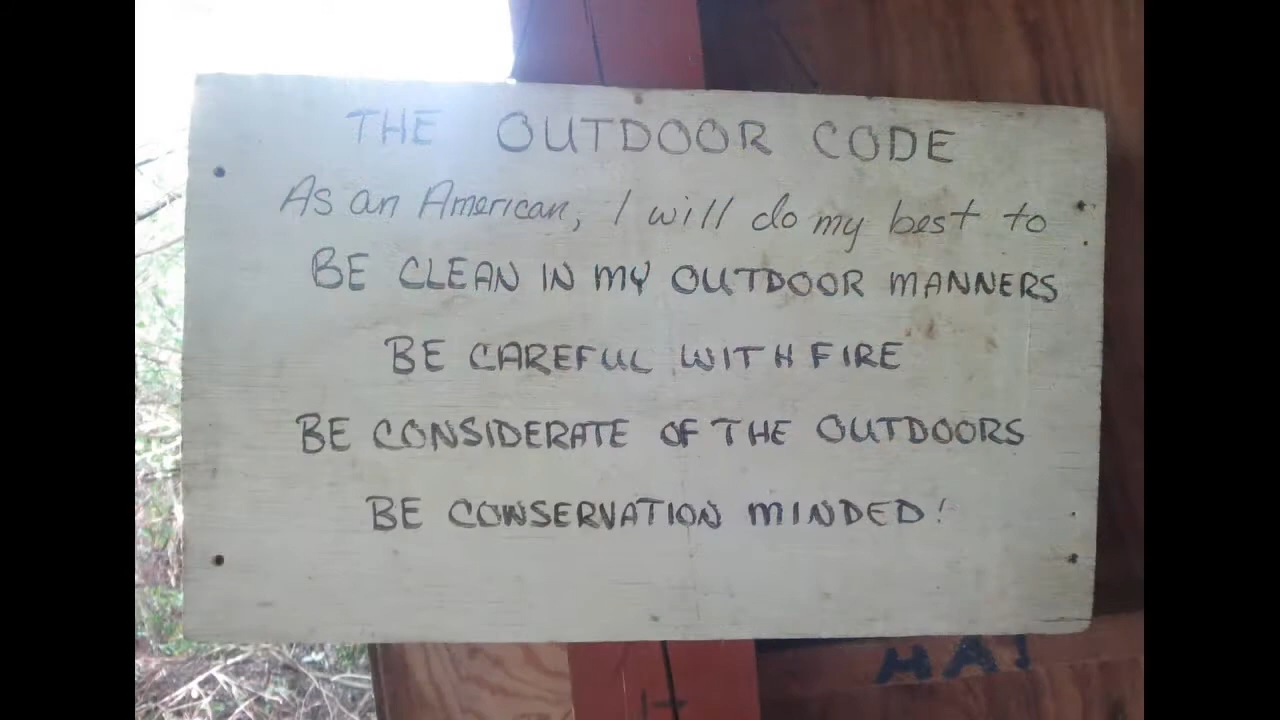 THE OUTDOOR CODE
As an American, I will do my best to
BE CLEAN IN MY OUTDOOR MANNERS
BE CAREFUL WITH FIRE
BE CONSIDERATE OF THE OUTDOORS
BE CONSERVATION MINDED!
HA!